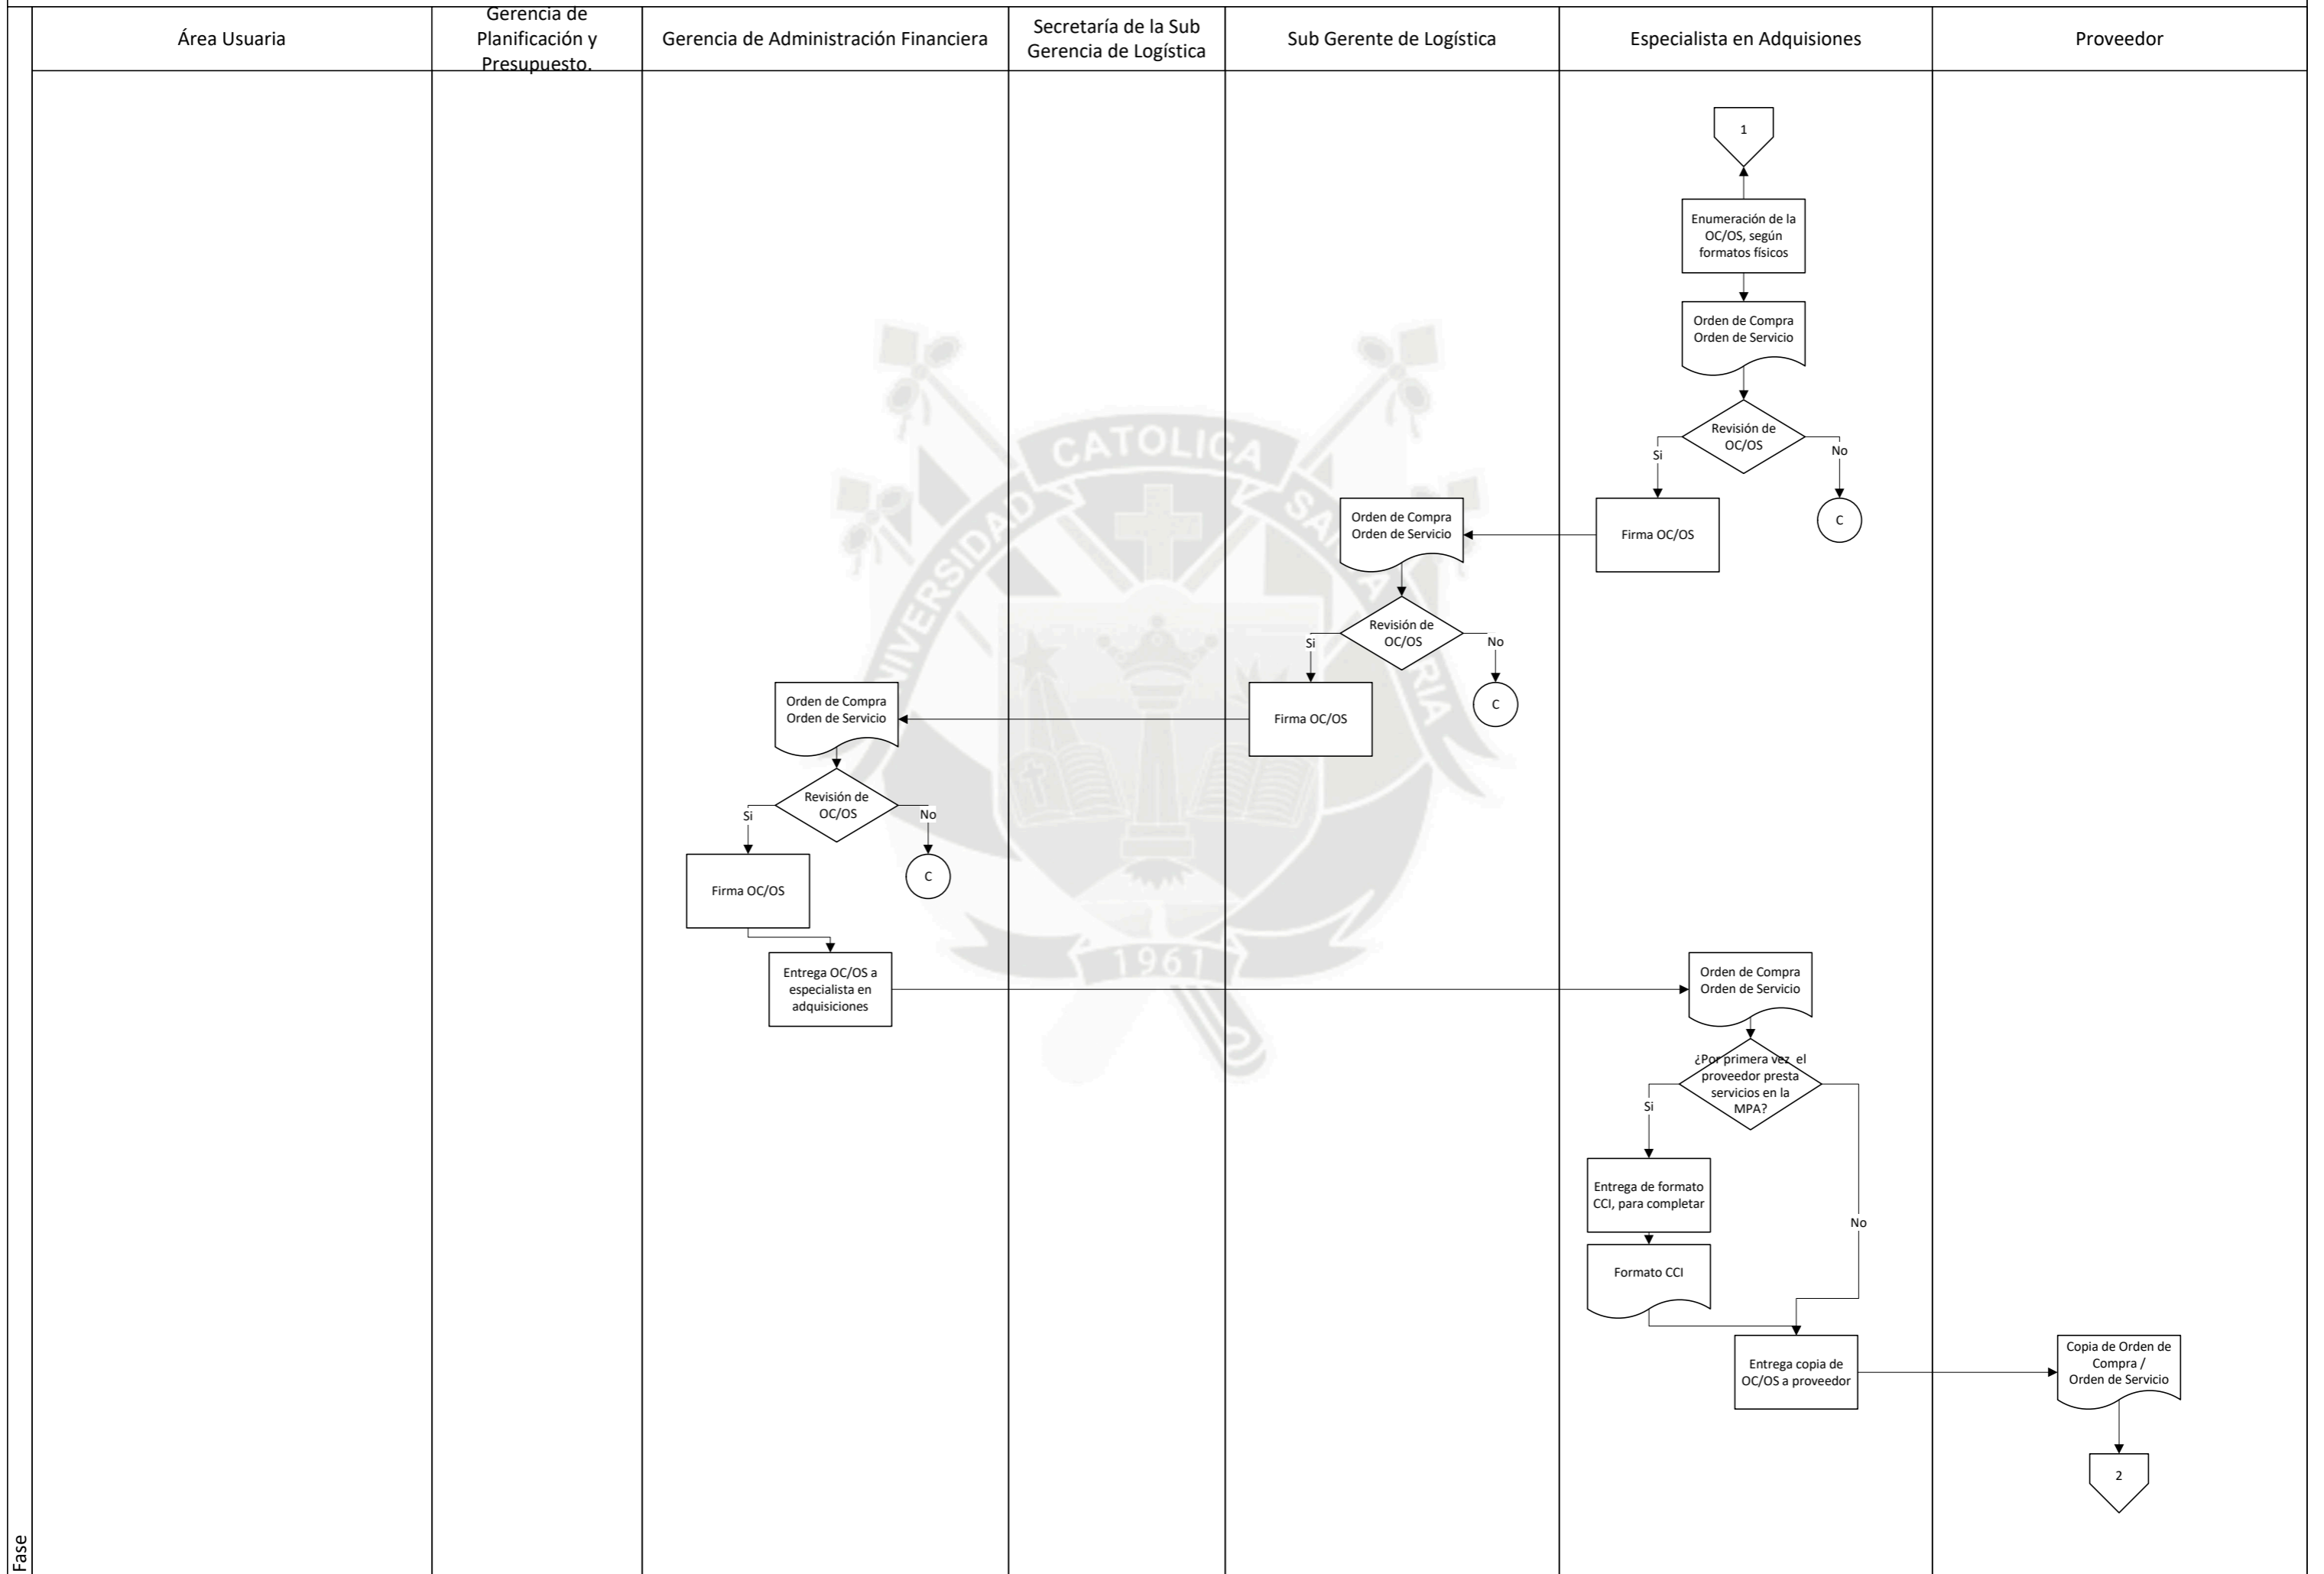 Área Usuaria
Gerencia de
Planificación y
Presupuesto.
Gerencia de Administración Financiera
Secretaría de la Sub
Gerencia de Logística
Sub Gerente de Logística
Especialista en Adquisiones
Proveedor
1
Enumeración de la
OC/OS, según
formatos físicos
Orden de Compra
Orden de Servicio
Revisión de
OC/OS
Si
No
Firma OC/OS
C
Orden de Compra
Orden de Servicio
Revisión de
OC/OS
Si
No
Firma OC/OS
C
Orden de Compra
Orden de Servicio
Revisión de
OC/OS
Si
No
Firma OC/OS
C
Entrega OC/OS a
especialista en
adquisiciones
Orden de Compra
Orden de Servicio
¿Por primera vez el
proveedor presta
servicios en la
MPA?
Si
No
Entrega de formato
CCI, para completar
Formato CCI
Entrega copia de
OC/OS a proveedor
Copia de Orden de
Compra /
Orden de Servicio
2
Fase
UNIVERSIDAD CATOLICA SANTA MARIA
1961